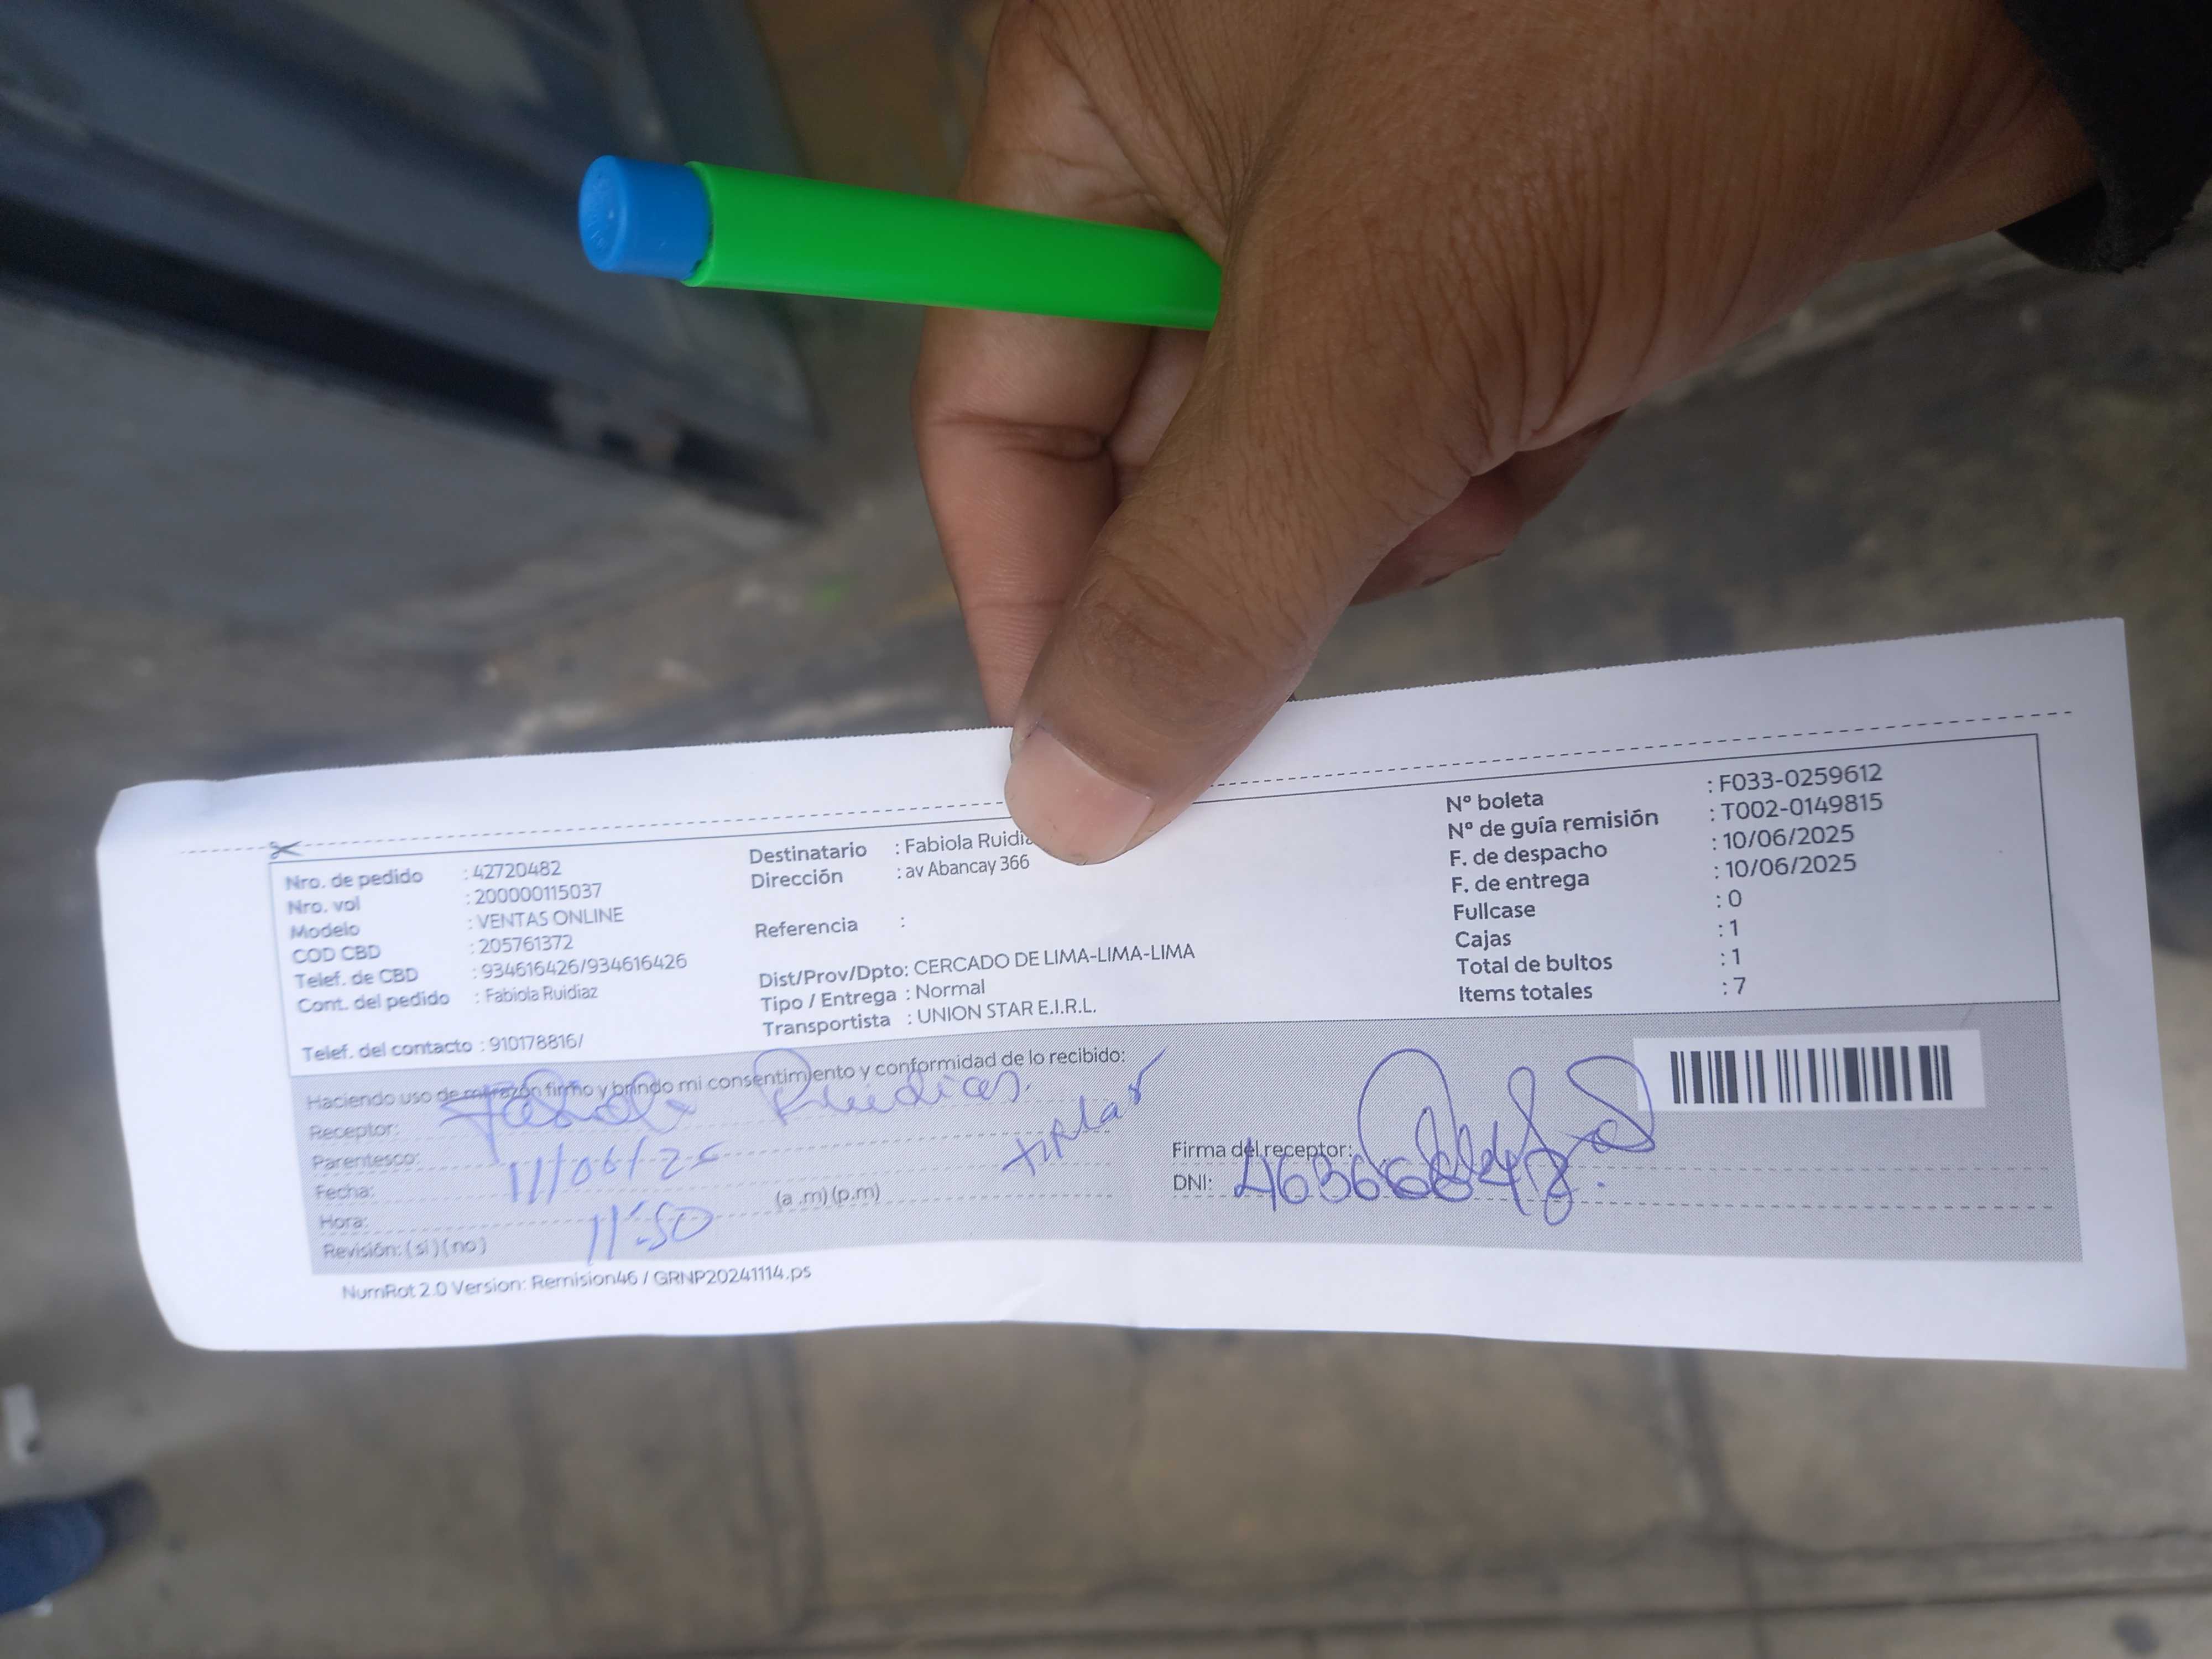 Nro. de pedido : 42720482
Nro. vol : 200000115037
Modelo : VENTAS ONLINE
COD CBD : 205761372
Telef. de CBD : 934616426/934616426
Cont. del pedido : Fabiola Ruidiaz
Telef. del contacto : 910178816/
Destinatario : Fabiola Ruidia
Dirección : av Abancay 366
Referencia :
Dist/Prov/Dpto: CERCADO DE LIMA-LIMA-LIMA
Tipo / Entrega : Normal
Transportista : UNION STAR E.I.R.L.
Nº boleta : F033-0259612
Nº de guía remisión : T002-0149815
F. de despacho : 10/06/2025
F. de entrega : 10/06/2025
Fullcase : 0
Cajas : 1
Total de bultos : 1
Items totales : 7
Haciendo uso de mi razón firmo y brindo mi consentimiento y conformidad de lo recibido:
Receptor: Fabiola Ruidias.
Parentesco: titular
Fecha: 11/06/25
Hora: 11:50 (a .m) (p.m)
Revisión: ( si ) ( no )
Firma del receptor:
DNI:
NumRot 2.0 Version: Remision46 / GRNP20241114.ps